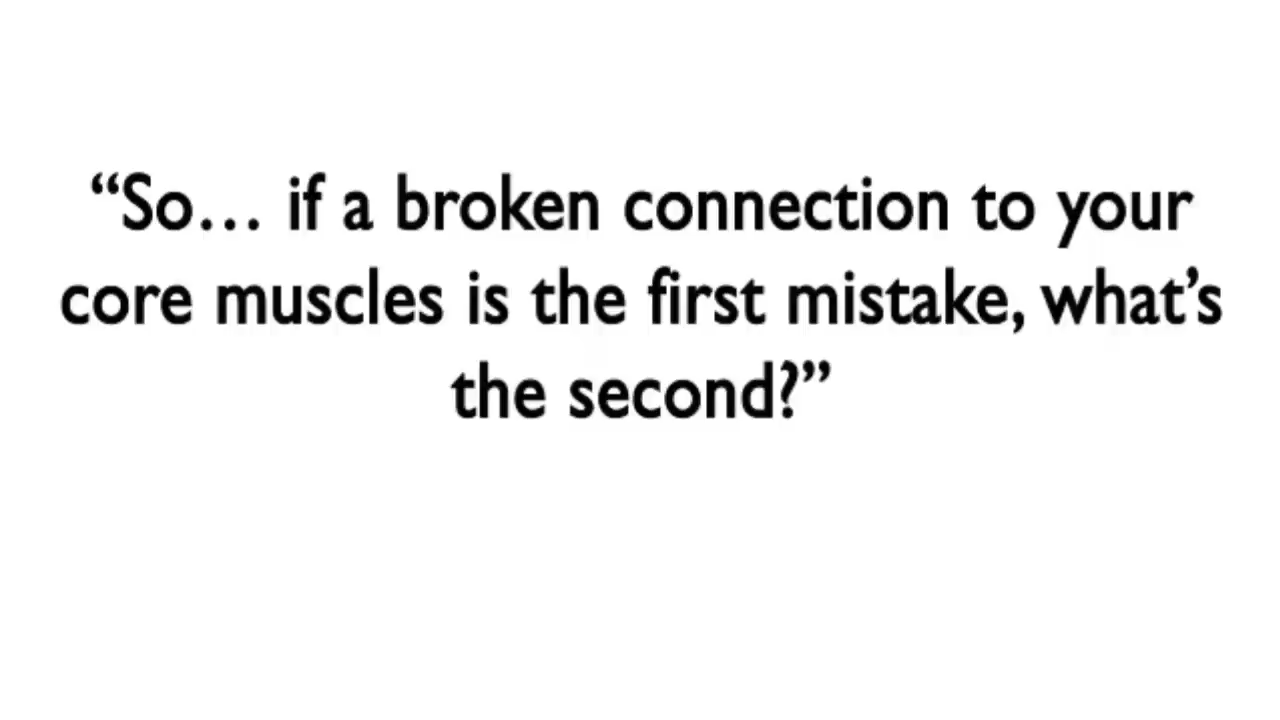 “So… if a broken connection to your
core muscles is the first mistake, what’s
the second?”